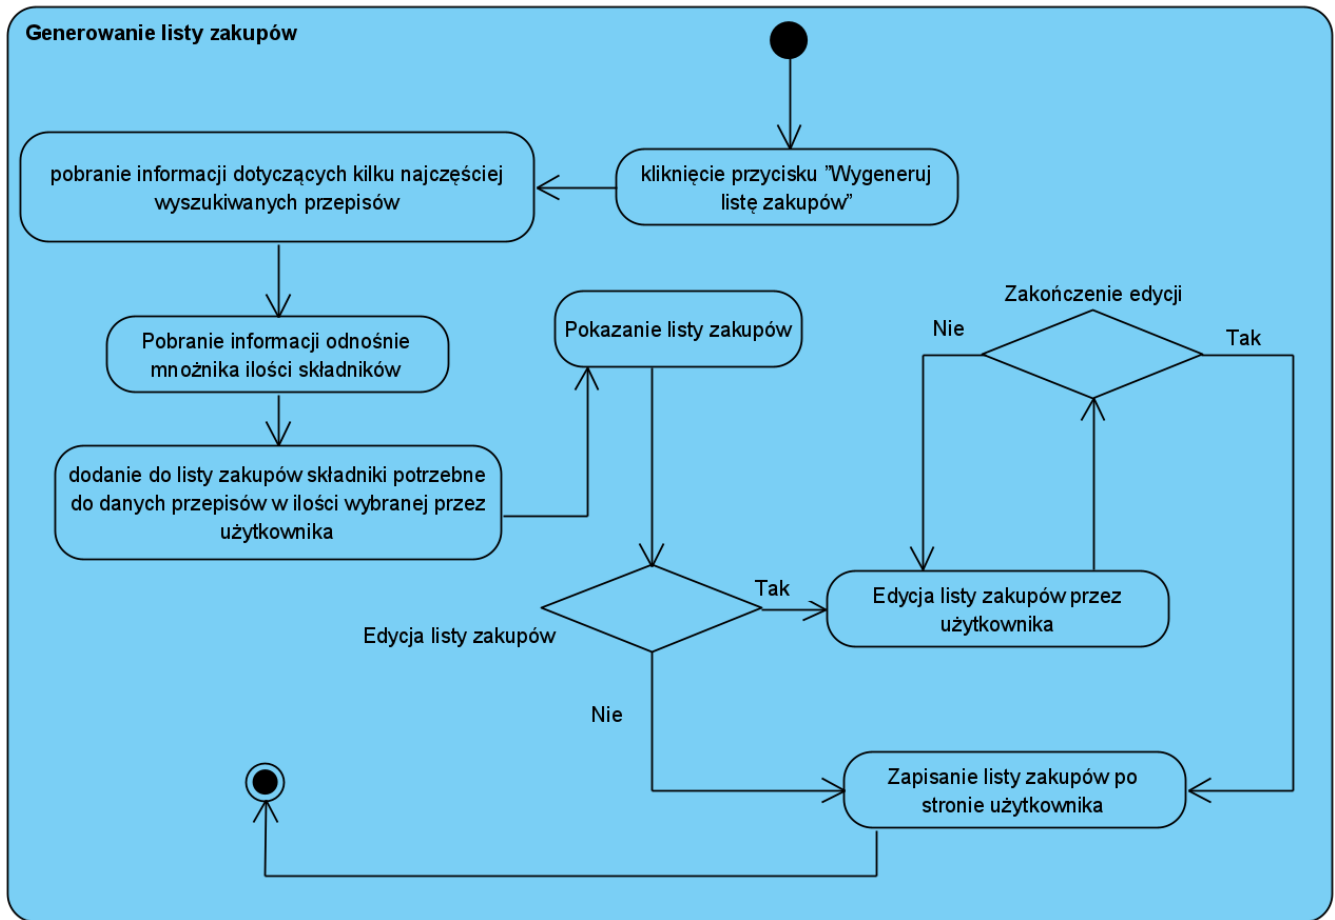 Generowanie listy zakupów
kliknięcie przycisku ”Wygeneruj
listę zakupów”
pobranie informacji dotyczących kilku najczęściej
wyszukiwanych przepisów
Pobranie informacji odnośnie
mnożnika ilości składników
dodanie do listy zakupów składniki potrzebne
do danych przepisów w ilości wybranej przez
użytkownika
Pokazanie listy zakupów
Edycja listy zakupów
Tak
Nie
Edycja listy zakupów przez
użytkownika
Zakończenie edycji
Nie
Tak
Zapisanie listy zakupów po
stronie użytkownika